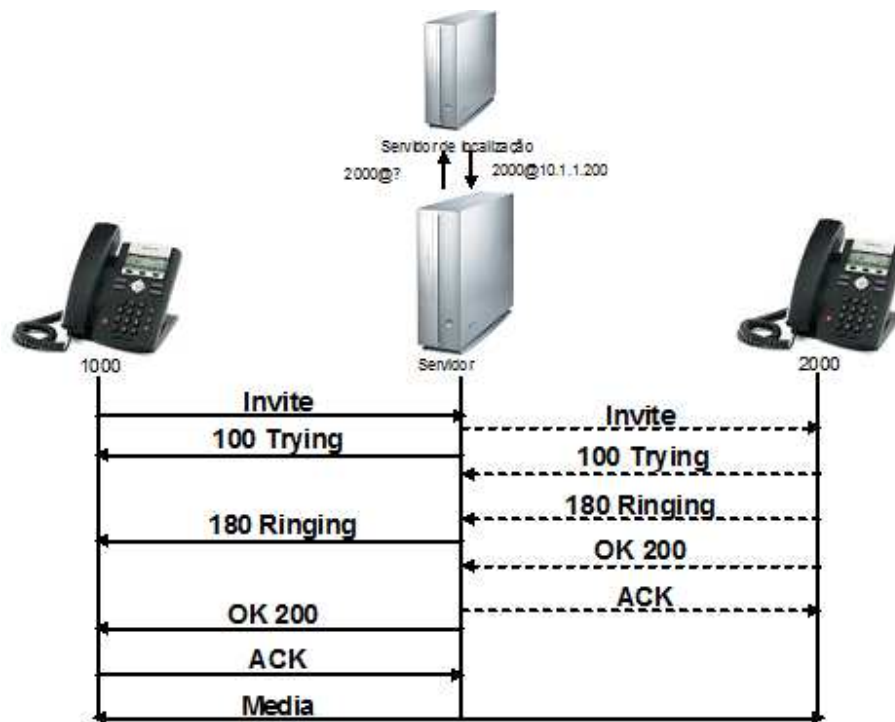 Servidor de localização
2000@?
2000@10.1.1.200
1000
Servidor
2000
Invite
Invite
100 Trying
100 Trying
180 Ringing
180 Ringing
OK 200
ACK
OK 200
ACK
Media